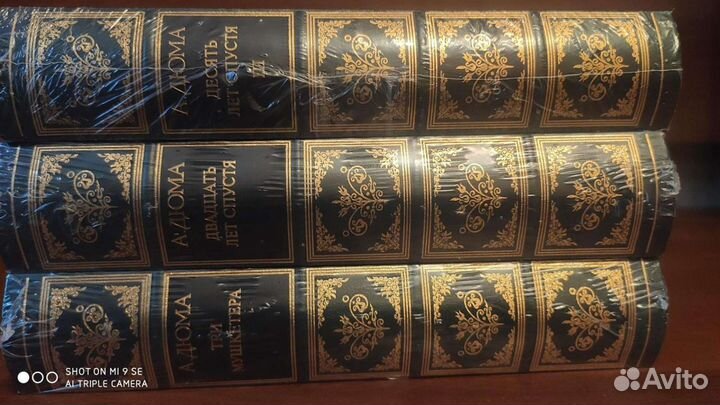 А. ДЮМА
ДЕСЯТЬ
ЛЕТ СПУСТЯ
III
А. ДЮМА
ДВАДЦАТЬ
ЛЕТ СПУСТЯ
А. ДЮМА
ТРИ
МУШКЕТЕРА
SHOT ON MI 9 SE
AI TRIPLE CAMERA
Avito